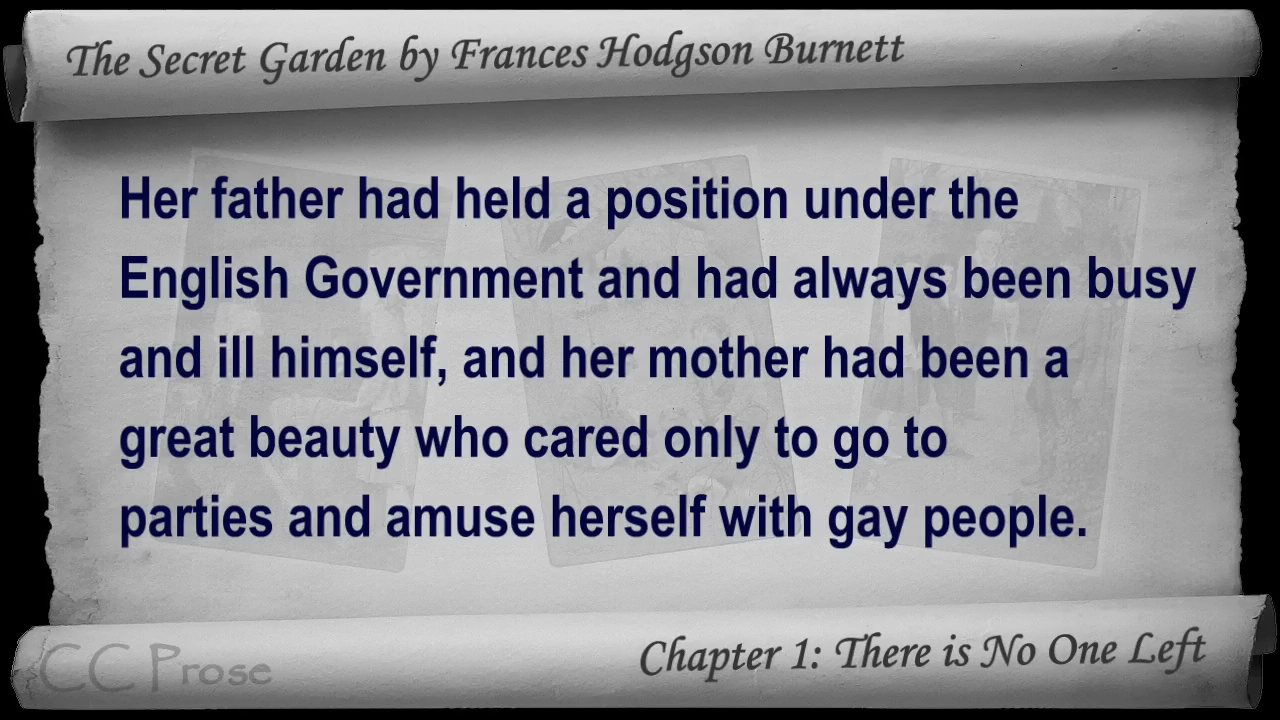 The Secret Garden by Frances Hodgson Burnett
Her father had held a position under the
English Government and had always been busy
and ill himself, and her mother had been a
great beauty who cared only to go to
parties and amuse herself with gay people.
CC Prose
Chapter 1: There is No One Left